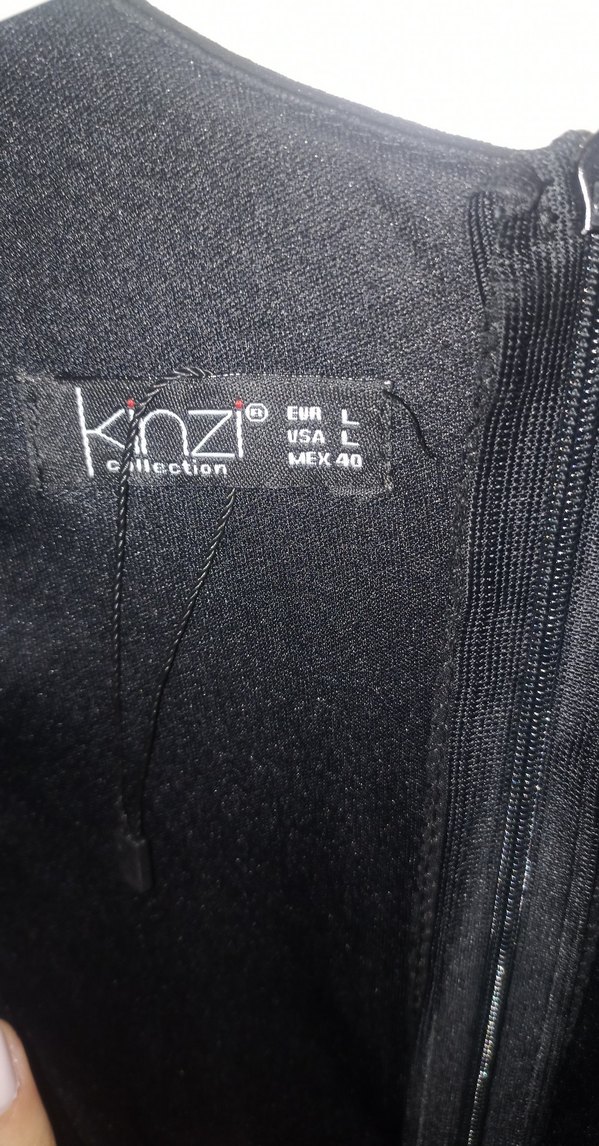 kinzi®
collection
EUR L
USA L
MEX 40